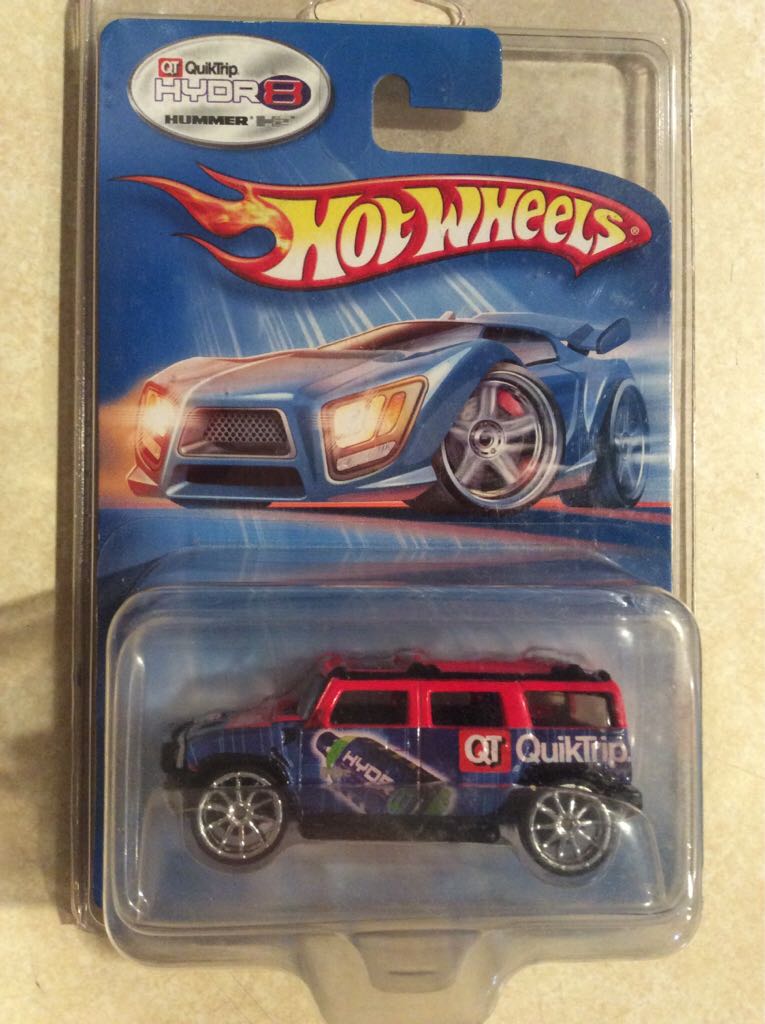 QT QuikTrip
HYDR8
HUMMER H2
HOT WHEELS®
HYDR
QT QuikTrip.